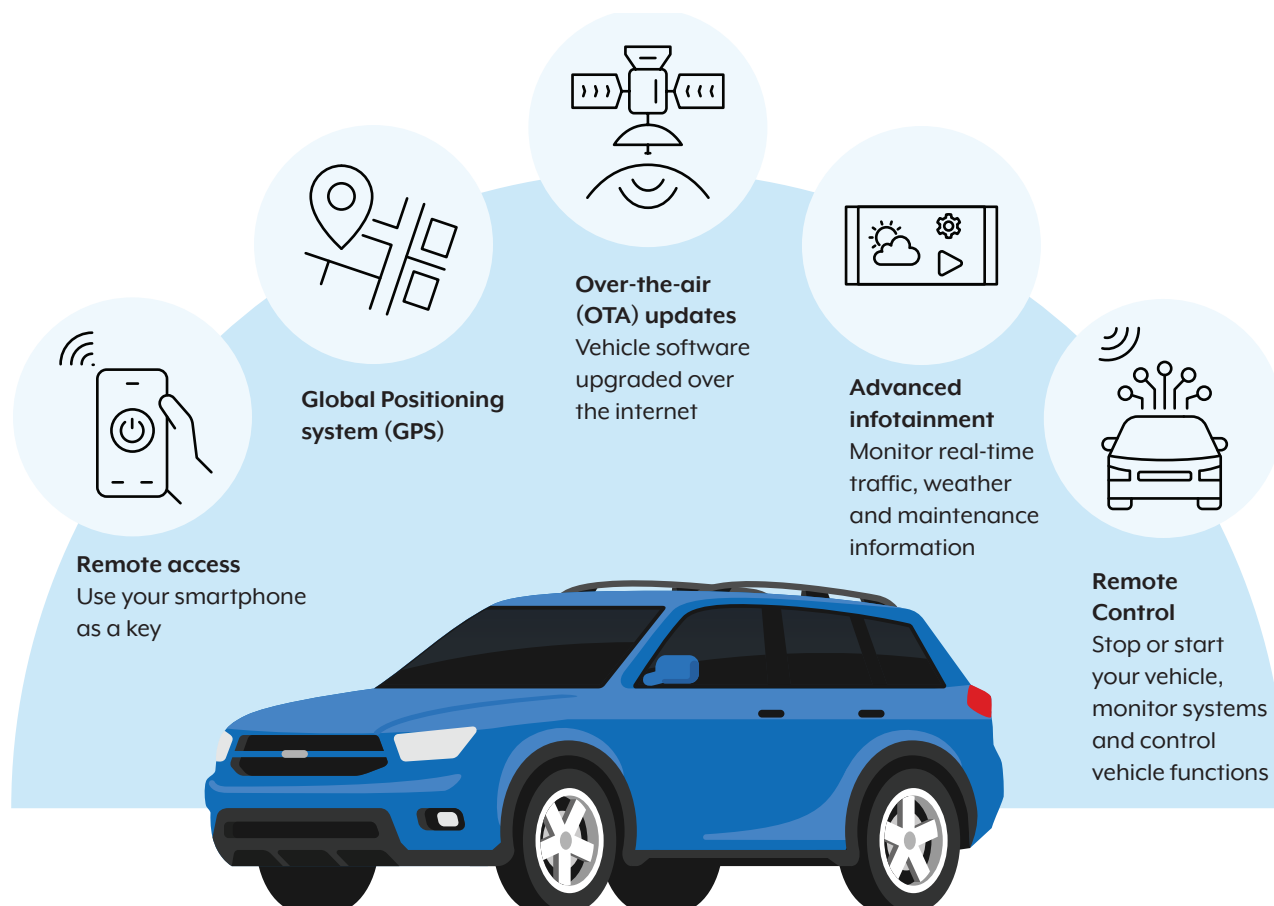 Remote access
Use your smartphone
as a key
Global Positioning
system (GPS)
Over-the-air
(OTA) updates
Vehicle software
upgraded over
the internet
Advanced
infotainment
Monitor real-time
traffic, weather
and maintenance
information
Remote
Control
Stop or start
your vehicle,
monitor systems
and control
vehicle functions